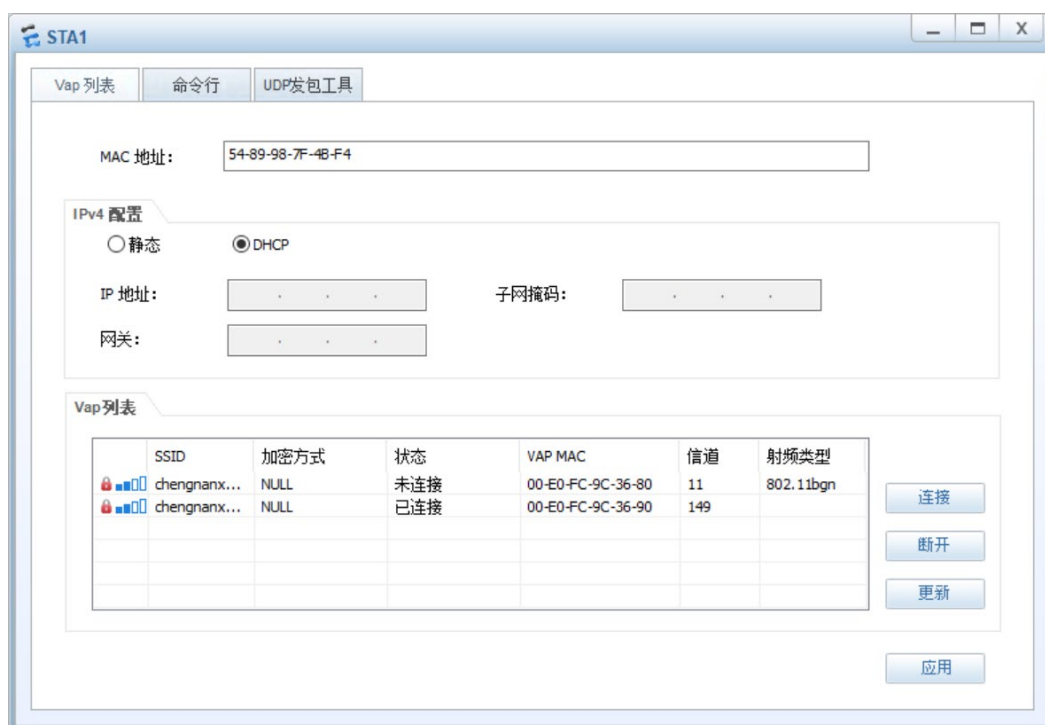 STA1
Vap 列表 命令行 UDP发包工具
MAC 地址: 54-89-98-7F-4B-F4
IPv4 配置
静态 DHCP
IP 地址: 子网掩码:
网关:
Vap列表
SSID 加密方式 状态 VAP MAC 信道 射频类型
chengnanx... NULL 未连接 00-E0-FC-9C-36-80 11 802.11bgn
chengnanx... NULL 已连接 00-E0-FC-9C-36-90 149
连接
断开
更新
应用